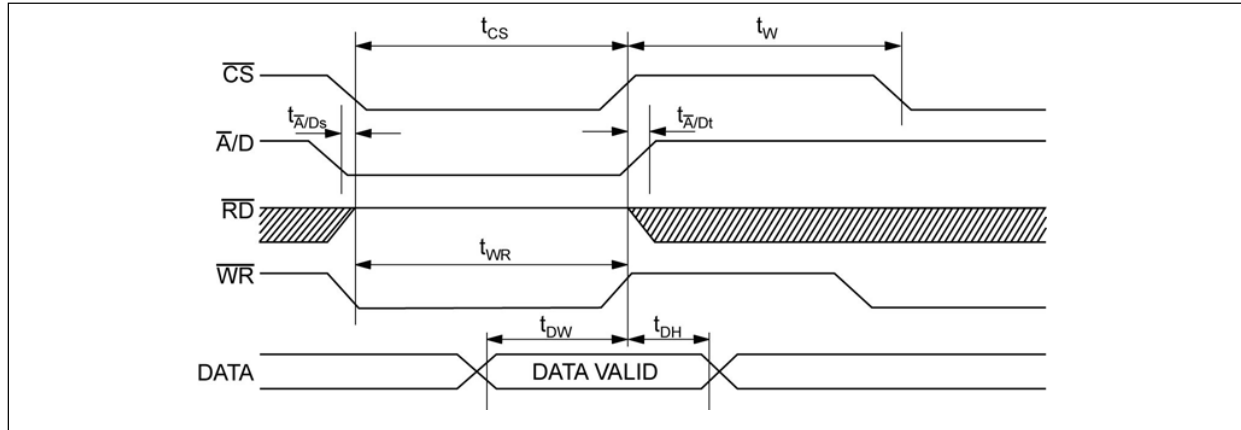 tCS tW
CS
tA/Ds tA/Dt
A/D
RD
tWR
WR
tDW tDH
DATA DATA VALID